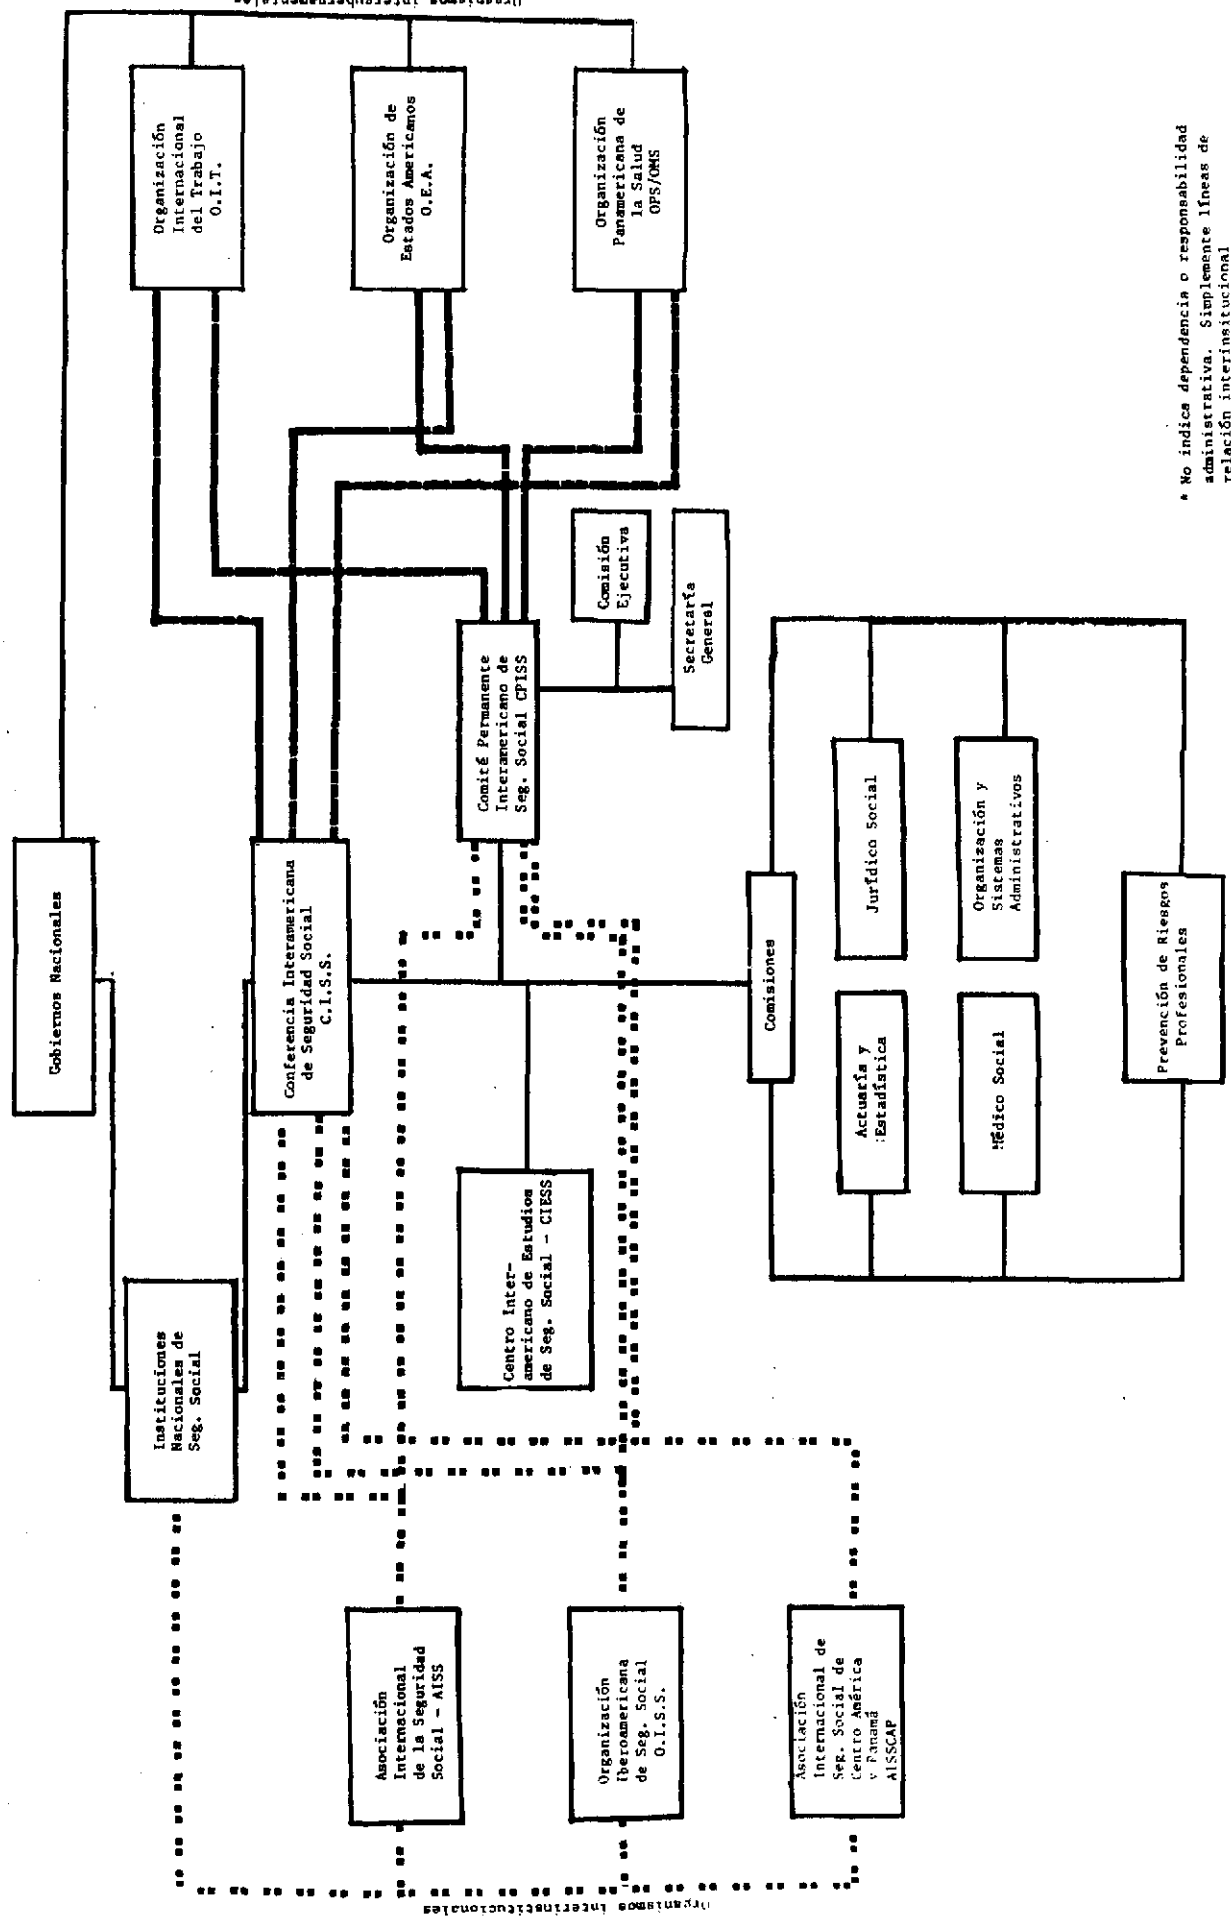 Organismos intergubernamentales
Gobiernos Nacionales
Instituciones
Nacionales de
Seg. Social
Organización
Internacional
del Trabajo
O.I.T.
Conferencia Interamericana
de Seguridad Social
C.I.S.S.
Asociación
Internacional
de la Seguridad
Social - AISS
Organización de
Estados Americanos
O.E.A.
Centro Inter-
americano de Estudios
de Seg. Social - CIESS
Comité Permanente
Interamericano de
Seg. Social CPISS
Organización
Iberoamericana
de Seg. Social
O.I.S.S.
Comisión
Ejecutiva
Organización
Panamericana de
la Salud
OPS/OMS
Secretaría
General
Asociación
Internacional de
Seg. Social de
Centro América
y Panamá
AISSCAP
Comisiones
Actuaría y
Estadística
Jurídico Social
Médico Social
Organización y
Sistemas
Administrativos
Prevención de Riesgos
Profesionales
Organismos interinstitucionales
* No indica dependencia o responsabilidad
administrativa. Simplemente líneas de
relación interinsitucional